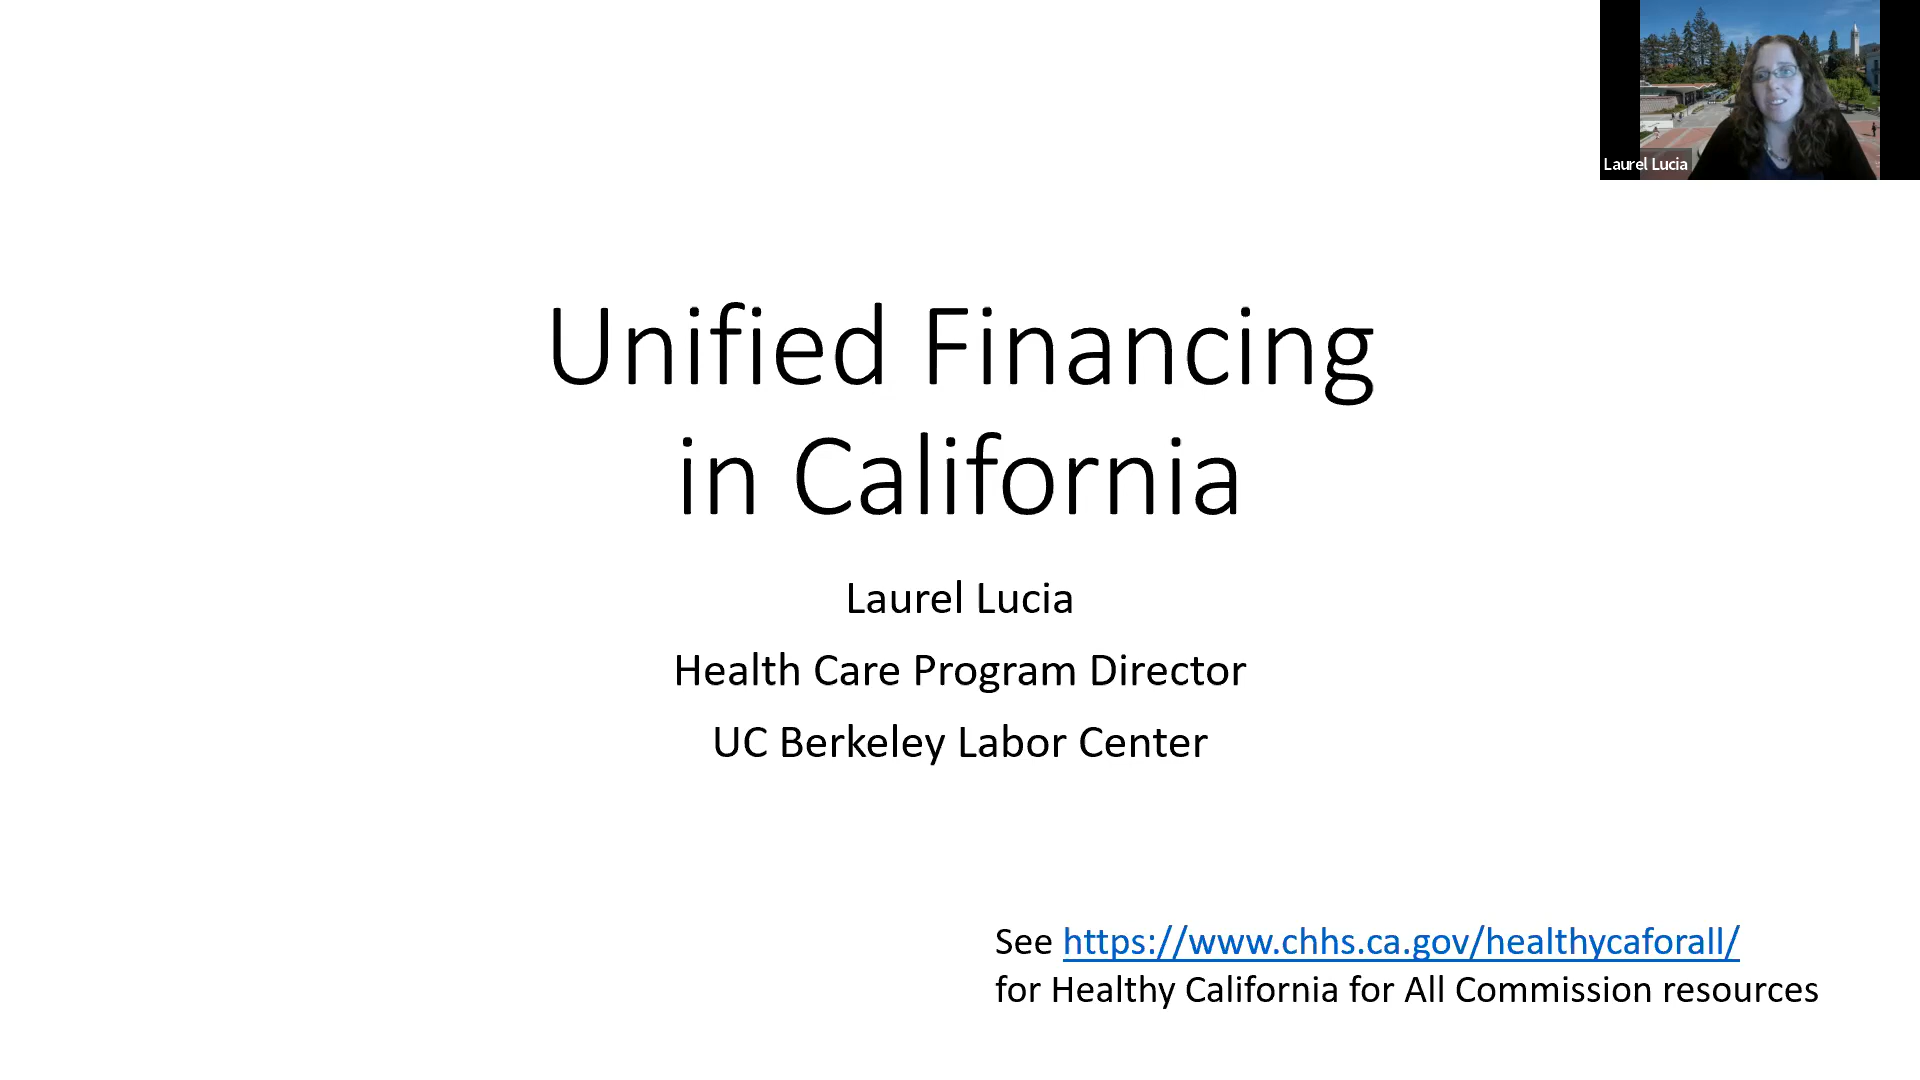 Laurel Lucia
Unified Financing
in California
Laurel Lucia
Health Care Program Director
UC Berkeley Labor Center
See https://www.chhs.ca.gov/healthycaforall/
for Healthy California for All Commission resources